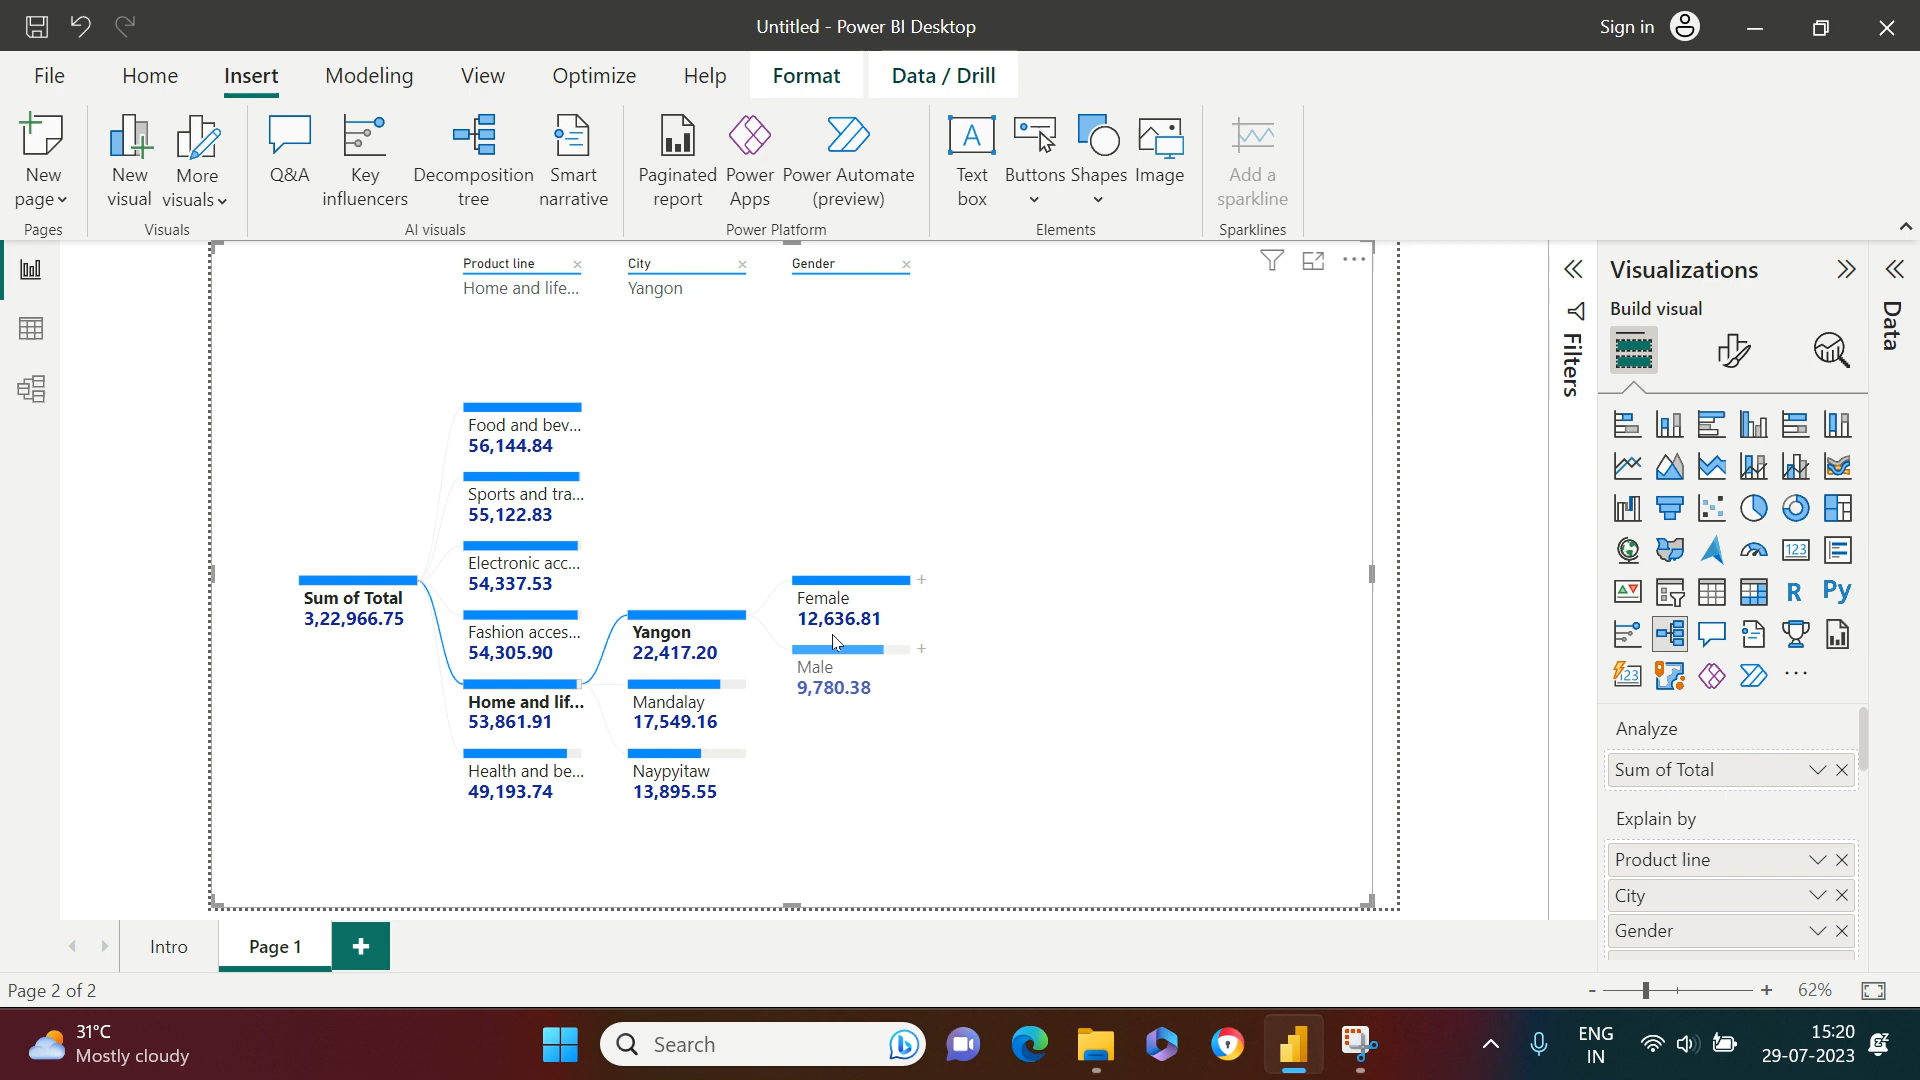 Untitled - Power BI Desktop
Sign in
File Home Insert Modeling View Optimize Help Format Data / Drill
New page
New visual
More visuals
Q&A
Key influencers
Decomposition tree
Smart narrative
Paginated report
Power Apps
Power Automate (preview)
Text box
Buttons
Shapes
Image
Add a sparkline
Pages
Visuals
AI visuals
Power Platform
Elements
Sparklines
Product line
Home and life...
City
Yangon
Gender
Sum of Total
3,22,966.75
Food and bev...
56,144.84
Sports and tra...
55,122.83
Electronic acc...
54,337.53
Fashion acces...
54,305.90
Home and lif...
53,861.91
Health and be...
49,193.74
Yangon
22,417.20
Mandalay
17,549.16
Naypyitaw
13,895.55
Female
12,636.81
Male
9,780.38
Filters
Visualizations
Build visual
123
R
Py
123
Analyze
Sum of Total
Explain by
Product line
City
Gender
Data
Intro
Page 1
Page 2 of 2
62%
31°C
Mostly cloudy
Search
ENG
IN
15:20
29-07-2023